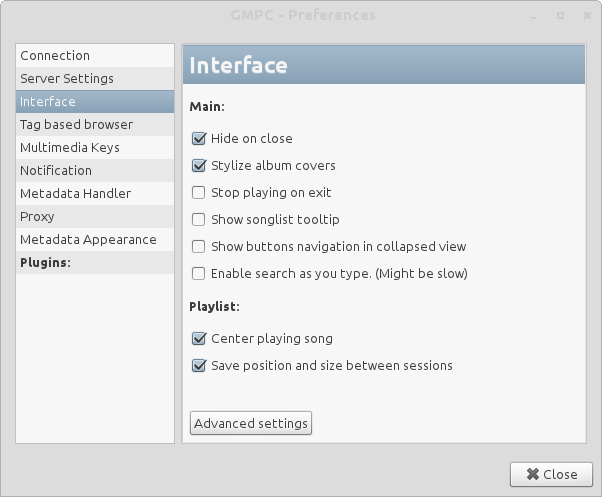 GMPC - Preferences
Connection
Server Settings
Interface
Tag based browser
Multimedia Keys
Notification
Metadata Handler
Proxy
Metadata Appearance
Plugins:
Interface
Main:
Hide on close
Stylize album covers
Stop playing on exit
Show songlist tooltip
Show buttons navigation in collapsed view
Enable search as you type. (Might be slow)
Playlist:
Center playing song
Save position and size between sessions
Advanced settings
Close